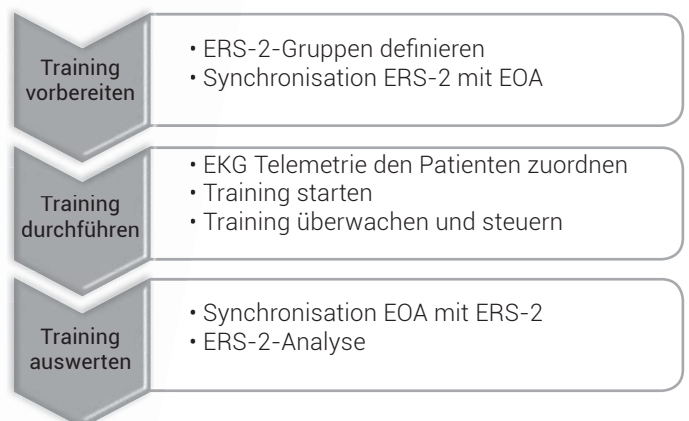 Training
vorbereiten
• ERS-2-Gruppen definieren
• Synchronisation ERS-2 mit EOA
Training
durchführen
• EKG Telemetrie den Patienten zuordnen
• Training starten
• Training überwachen und steuern
Training
auswerten
• Synchronisation EOA mit ERS-2
• ERS-2-Analyse